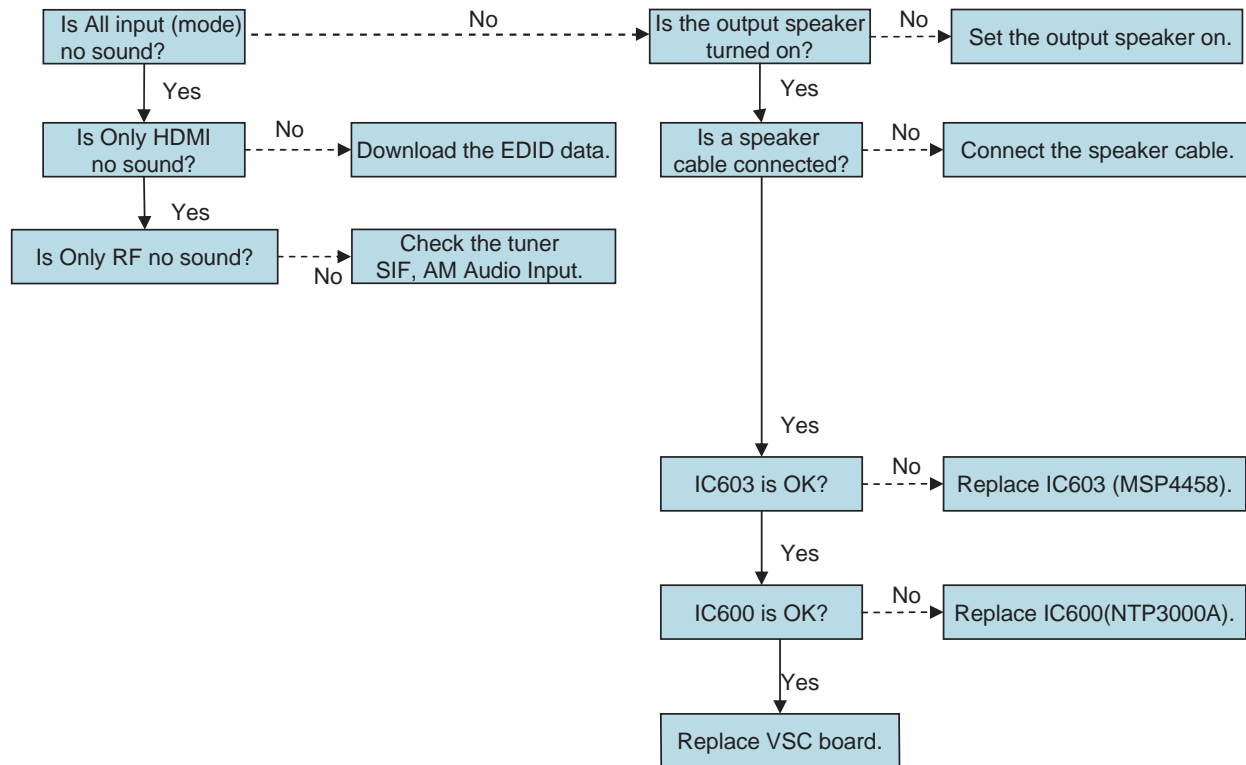 Is All input (mode)
no sound?
No
Is the output speaker
turned on?
No
Set the output speaker on.
Yes
Yes
Is Only HDMI
no sound?
No
Download the EDID data.
Is a speaker
cable connected?
No
Connect the speaker cable.
Yes
Is Only RF no sound?
No
Check the tuner
SIF, AM Audio Input.
Yes
IC603 is OK?
No
Replace IC603 (MSP4458).
Yes
IC600 is OK?
No
Replace IC600(NTP3000A).
Yes
Replace VSC board.